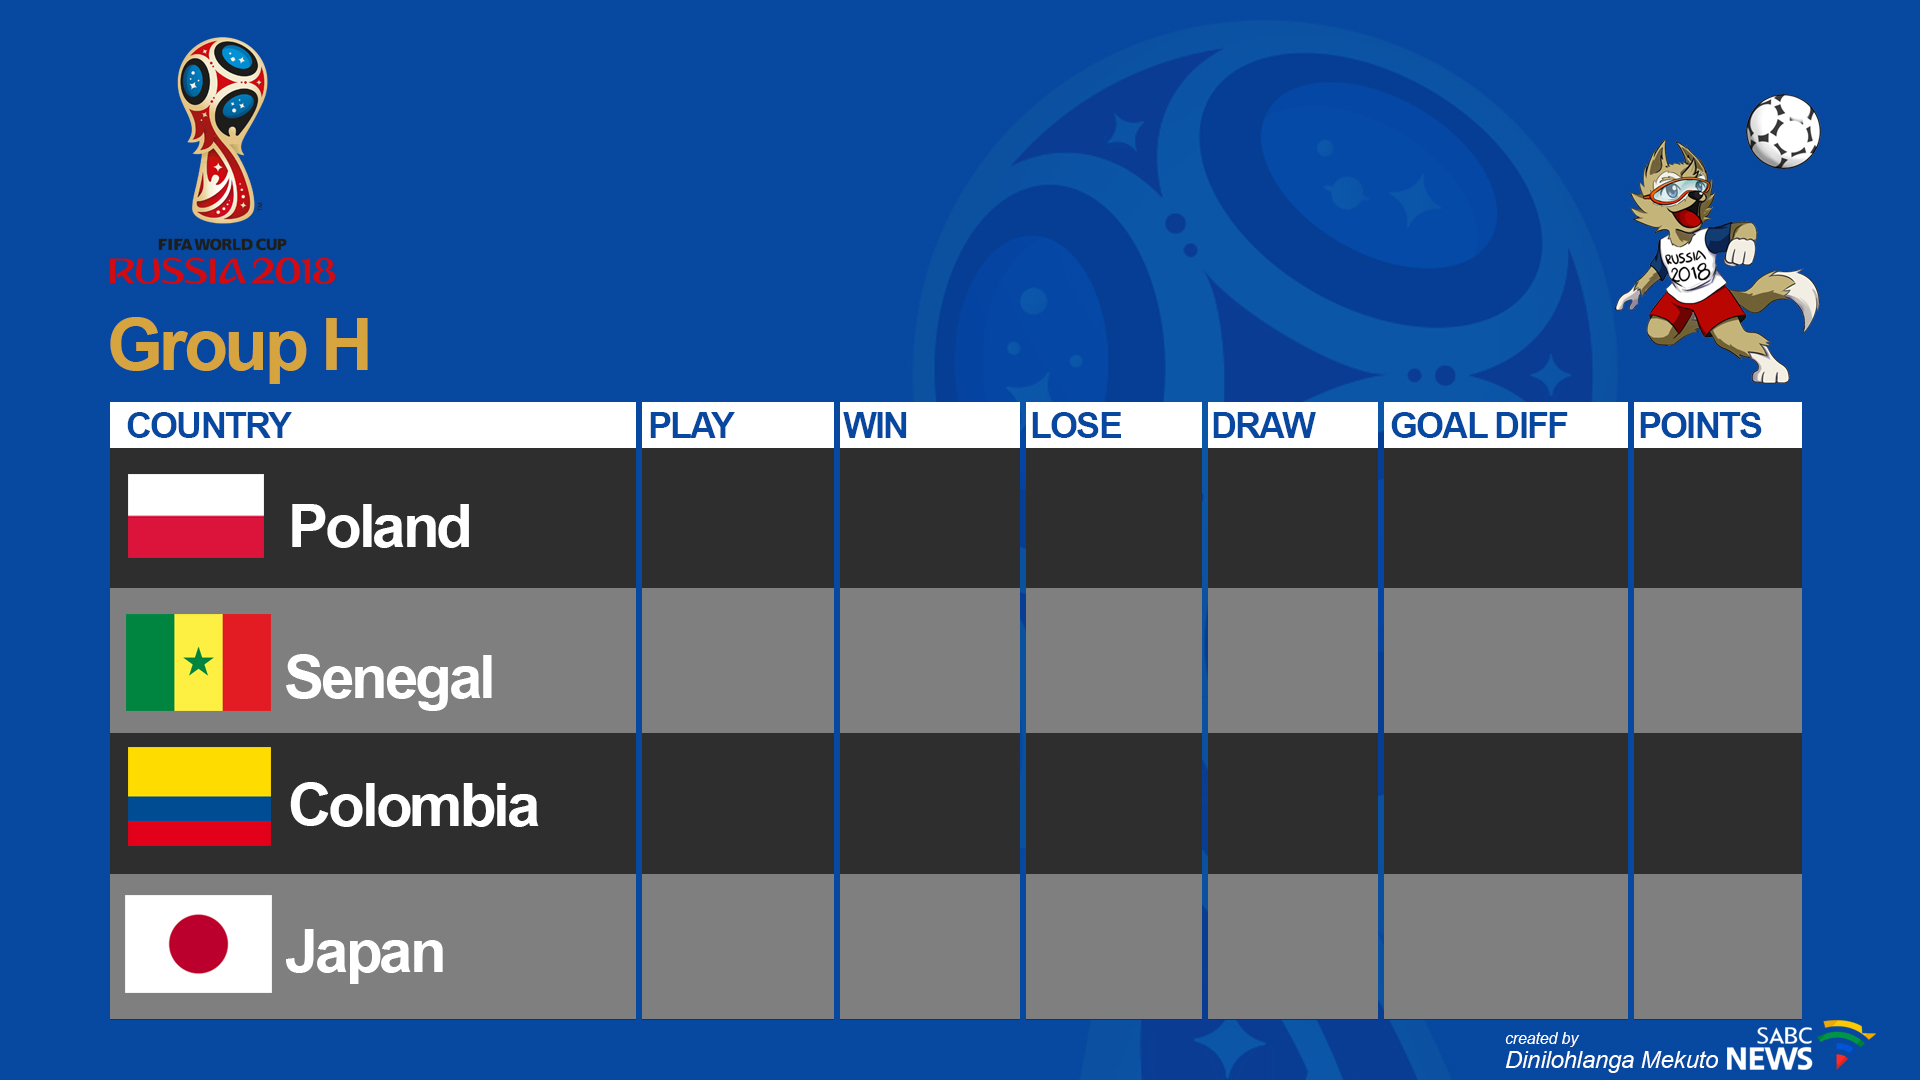 FIFA WORLD CUP
RUSSIA 2018
RUSSIA
2018
Group H
COUNTRY PLAY WIN LOSE DRAW GOAL DIFF POINTS
Poland
Senegal
Colombia
Japan
created by
Dinilohlanga Mekuto
SABC
NEWS